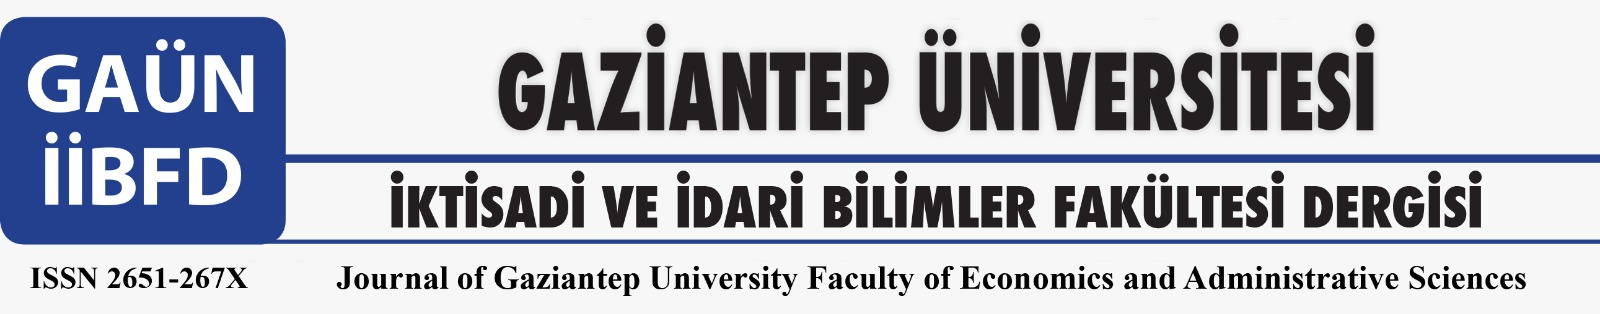 GAÜN
İİBFD
GAZİANTEP ÜNİVERSİTESİ
İKTİSADİ VE İDARİ BİLİMLER FAKÜLTESİ DERGİSİ
ISSN 2651-267X
Journal of Gaziantep University Faculty of Economics and Administrative Sciences